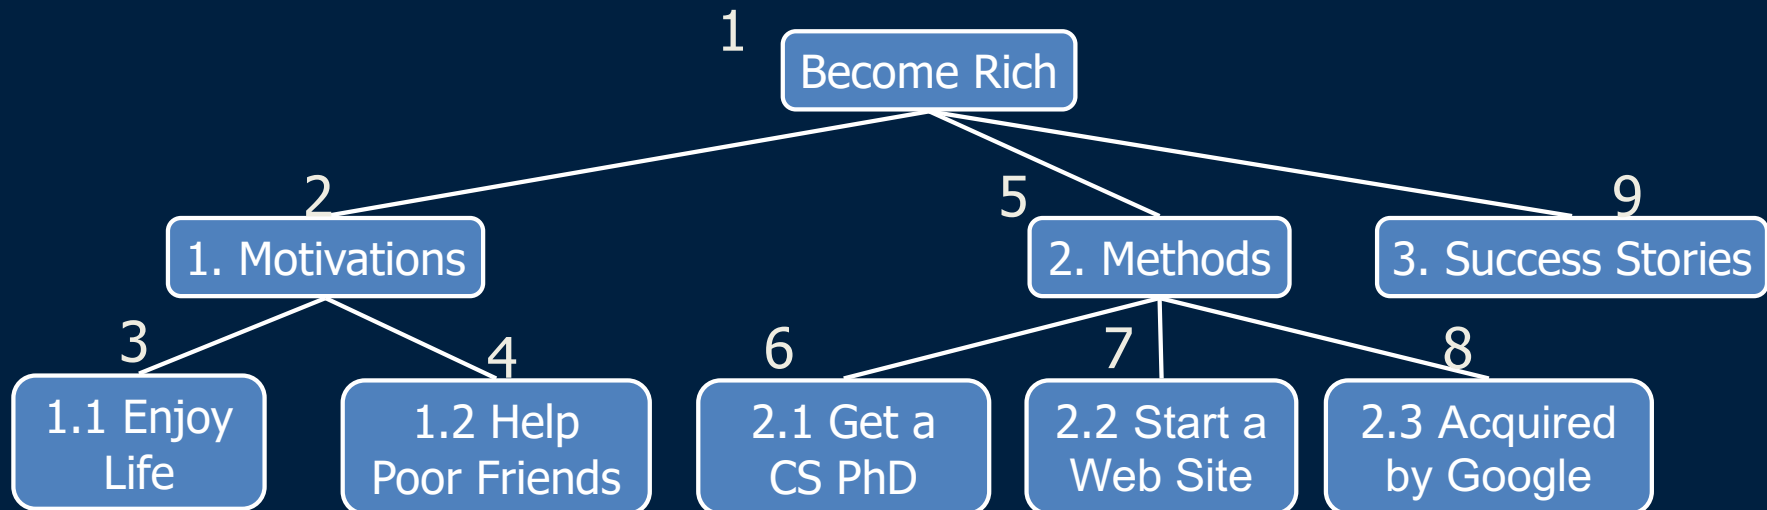 1
Become Rich
2
5
9
1. Motivations
2. Methods
3. Success Stories
3
4
6
7
8
1.1 Enjoy
Life
1.2 Help
Poor Friends
2.1 Get a
CS PhD
2.2 Start a
Web Site
2.3 Acquired
by Google